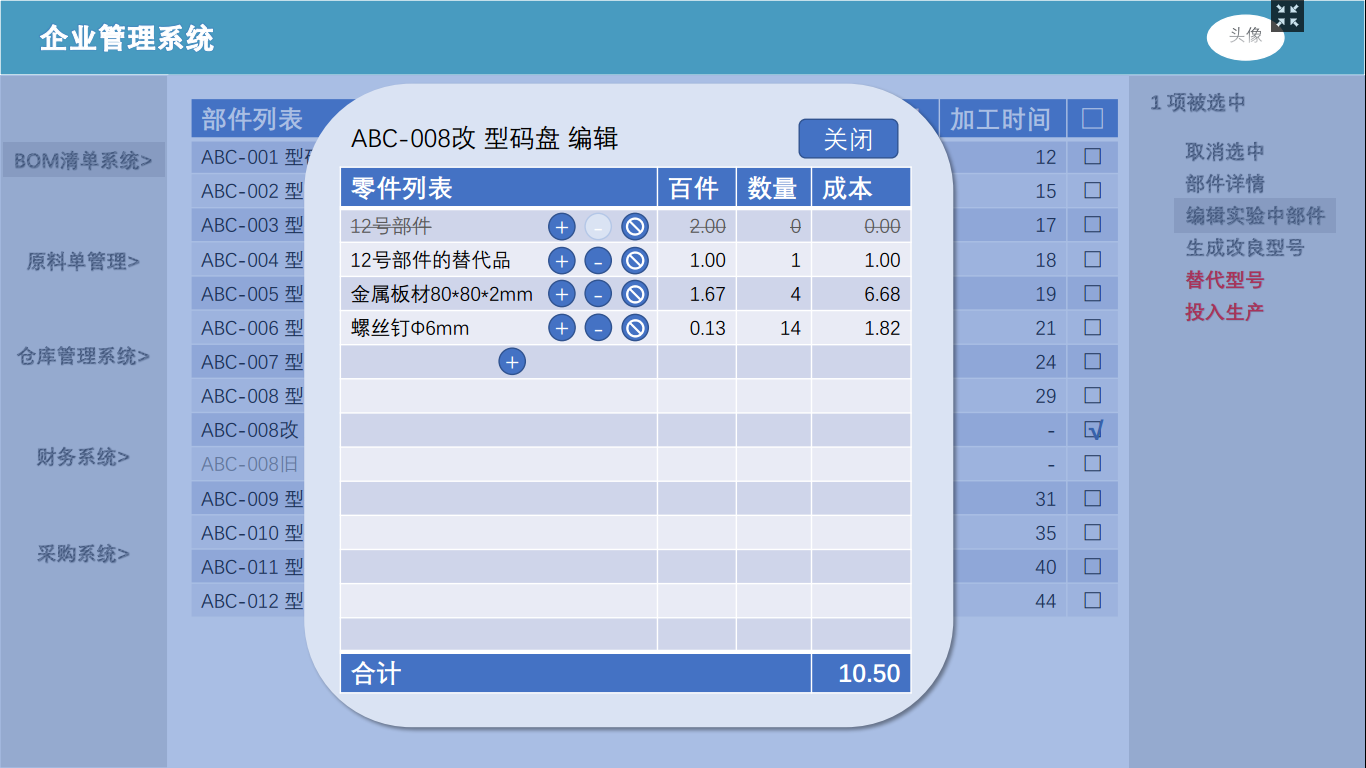 企业管理系统
头像
BOM清单系统>
原料单管理>
仓库管理系统>
财务系统>
采购系统>
部件列表 加工时间 □
ABC-001 型 12 □
ABC-002 型 15 □
ABC-003 型 17 □
ABC-004 型 18 □
ABC-005 型 19 □
ABC-006 型 21 □
ABC-007 型 24 □
ABC-008 型 29 □
ABC-008改 - □√
ABC-008旧 - □
ABC-009 型 31 □
ABC-010 型 35 □
ABC-011 型 40 □
ABC-012 型 44 □
ABC-008改 型码盘 编辑
关闭
零件列表 百件 数量 成本
12号部件 + - 2.00 0 0.00
12号部件的替代品 + - 1.00 1 1.00
金属板材80*80*2mm + - 1.67 4 6.68
螺丝钉Φ6mm + - 0.13 14 1.82
+
合计 10.50
1 项被选中
取消选中
部件详情
编辑实验中部件
生成改良型号
替代型号
投入生产